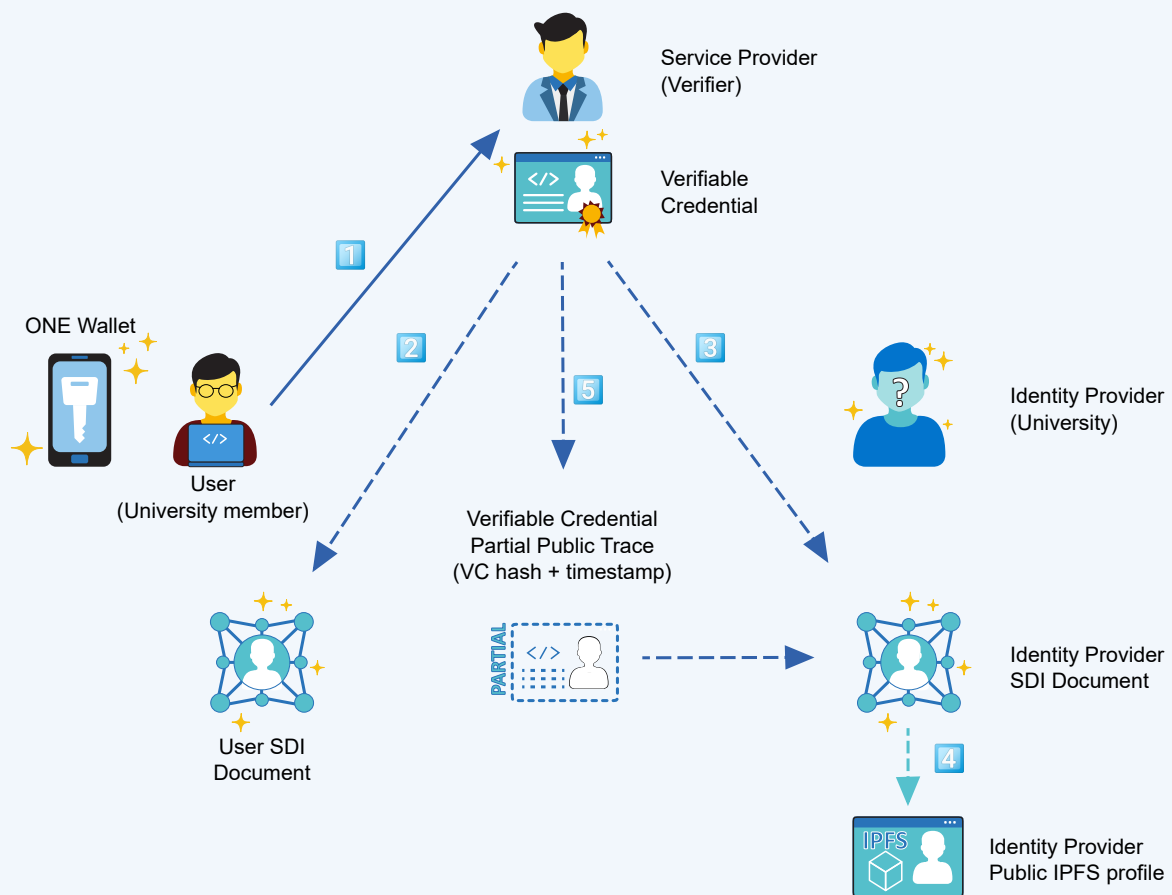 Service Provider
(Verifier)
</>
Verifiable
Credential
1
ONE Wallet
2
3
5
?
Identity Provider
(University)
</>
User
(University member)
Verifiable Credential
Partial Public Trace
(VC hash + timestamp)
PARTIAL
</>
Identity Provider
SDI Document
User SDI
Document
4
IPFS
Identity Provider
Public IPFS profile